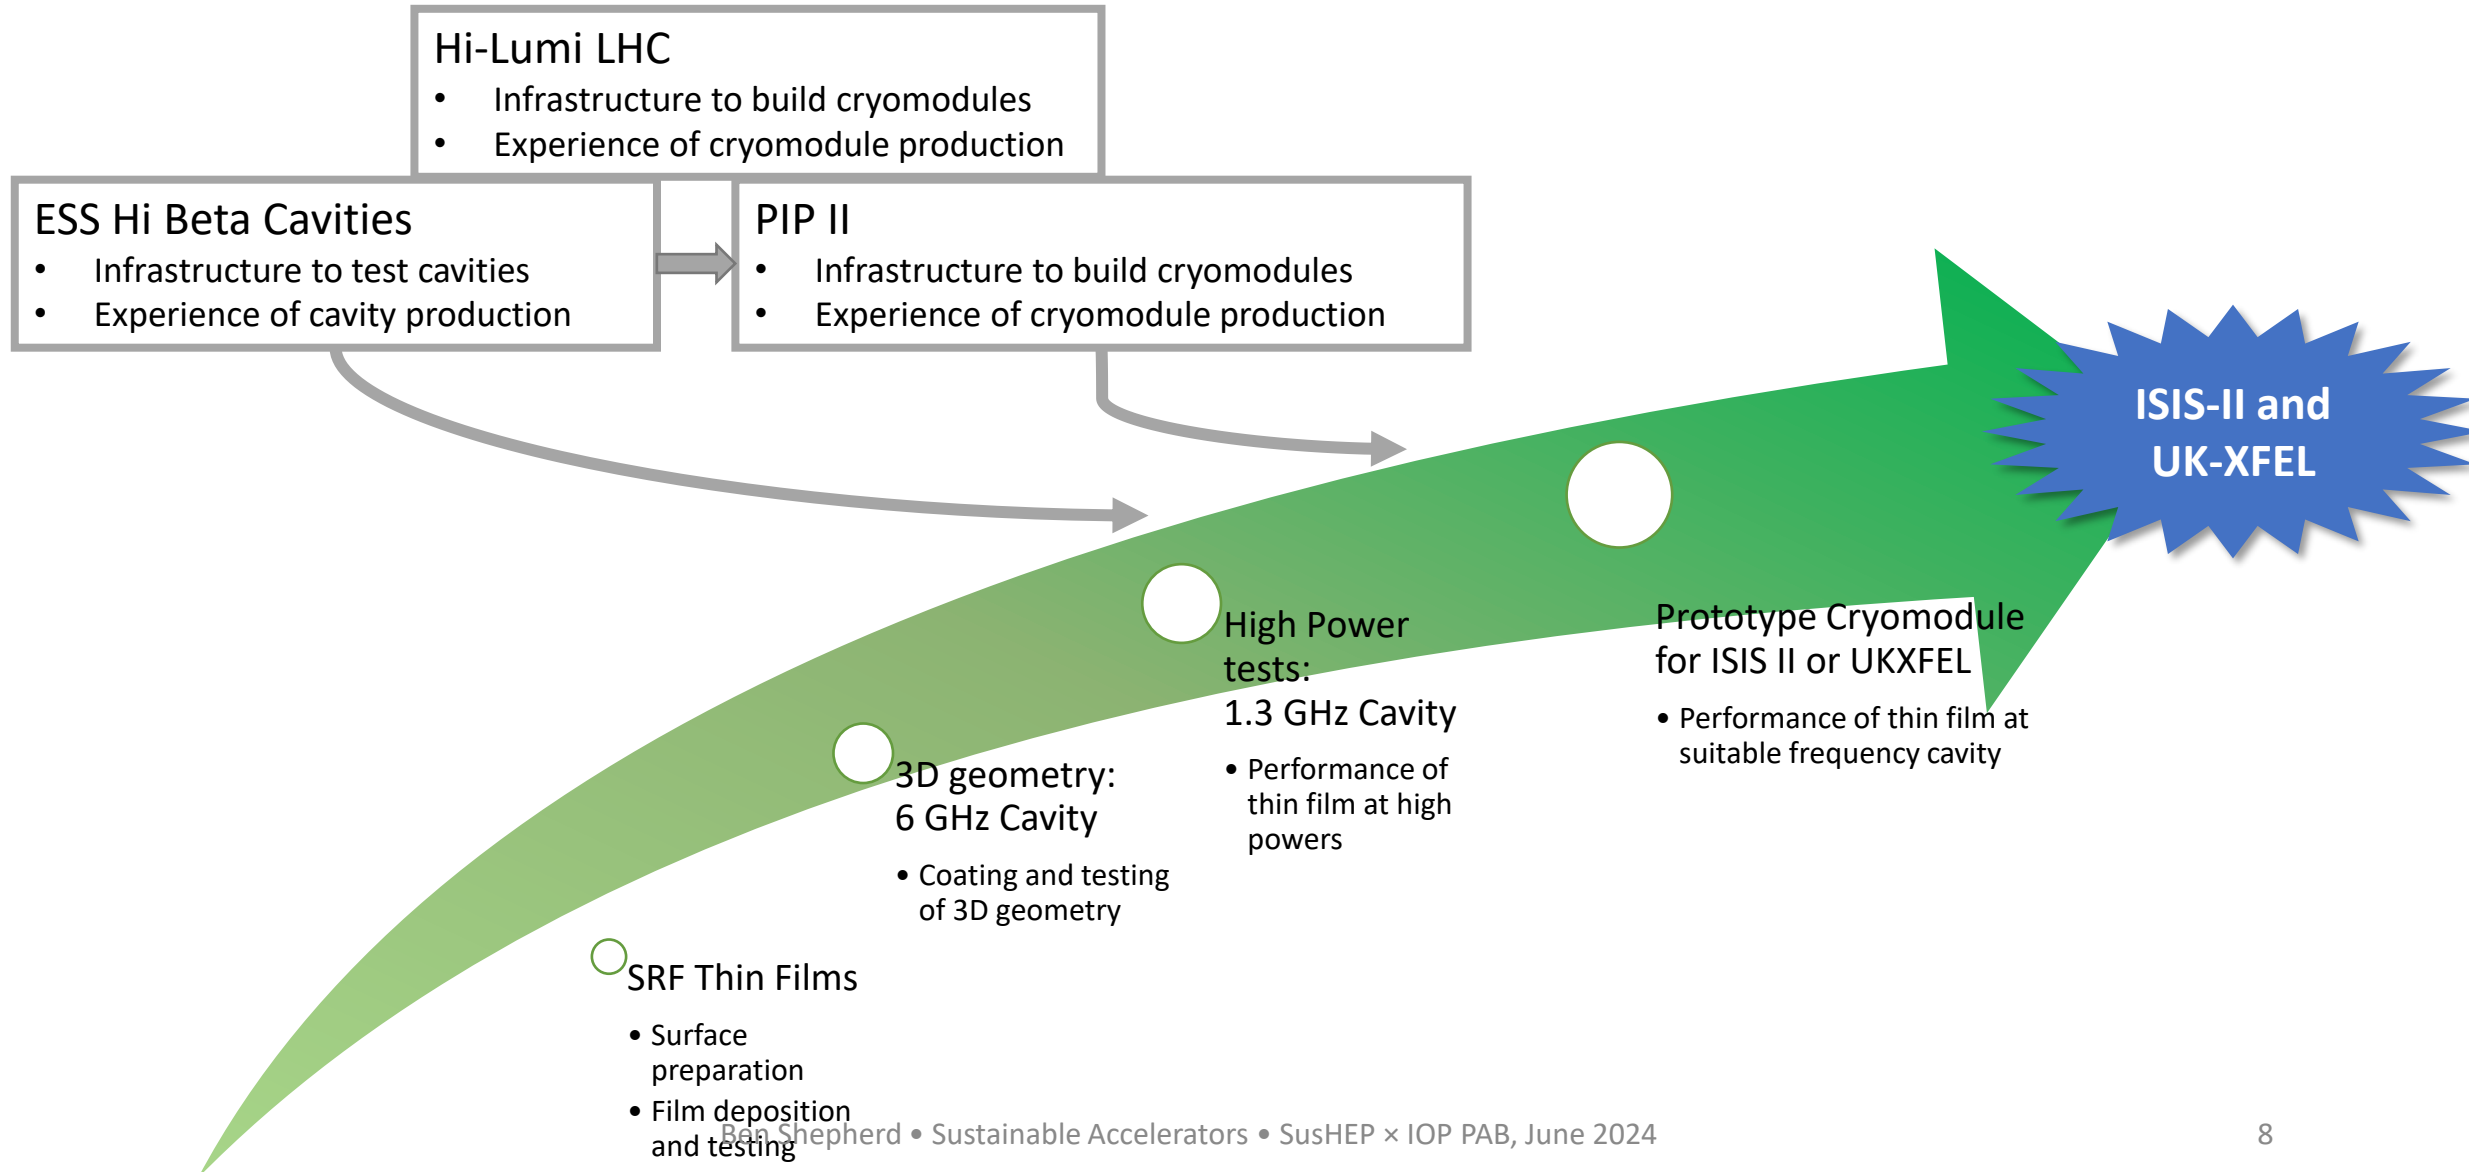 Hi-Lumi LHC
• Infrastructure to build cryomodules
• Experience of cryomodule production
ESS Hi Beta Cavities
• Infrastructure to test cavities
• Experience of cavity production
PIP II
• Infrastructure to build cryomodules
• Experience of cryomodule production
ISIS-II and
UK-XFEL
SRF Thin Films
• Surface
preparation
• Film deposition
and testing
3D geometry:
6 GHz Cavity
• Coating and testing
of 3D geometry
High Power
tests:
1.3 GHz Cavity
• Performance of
thin film at high
powers
Prototype Cryomodule
for ISIS II or UKXFEL
• Performance of thin film at
suitable frequency cavity
Ben Shepherd • Sustainable Accelerators • SusHEP × IOP PAB, June 2024
8